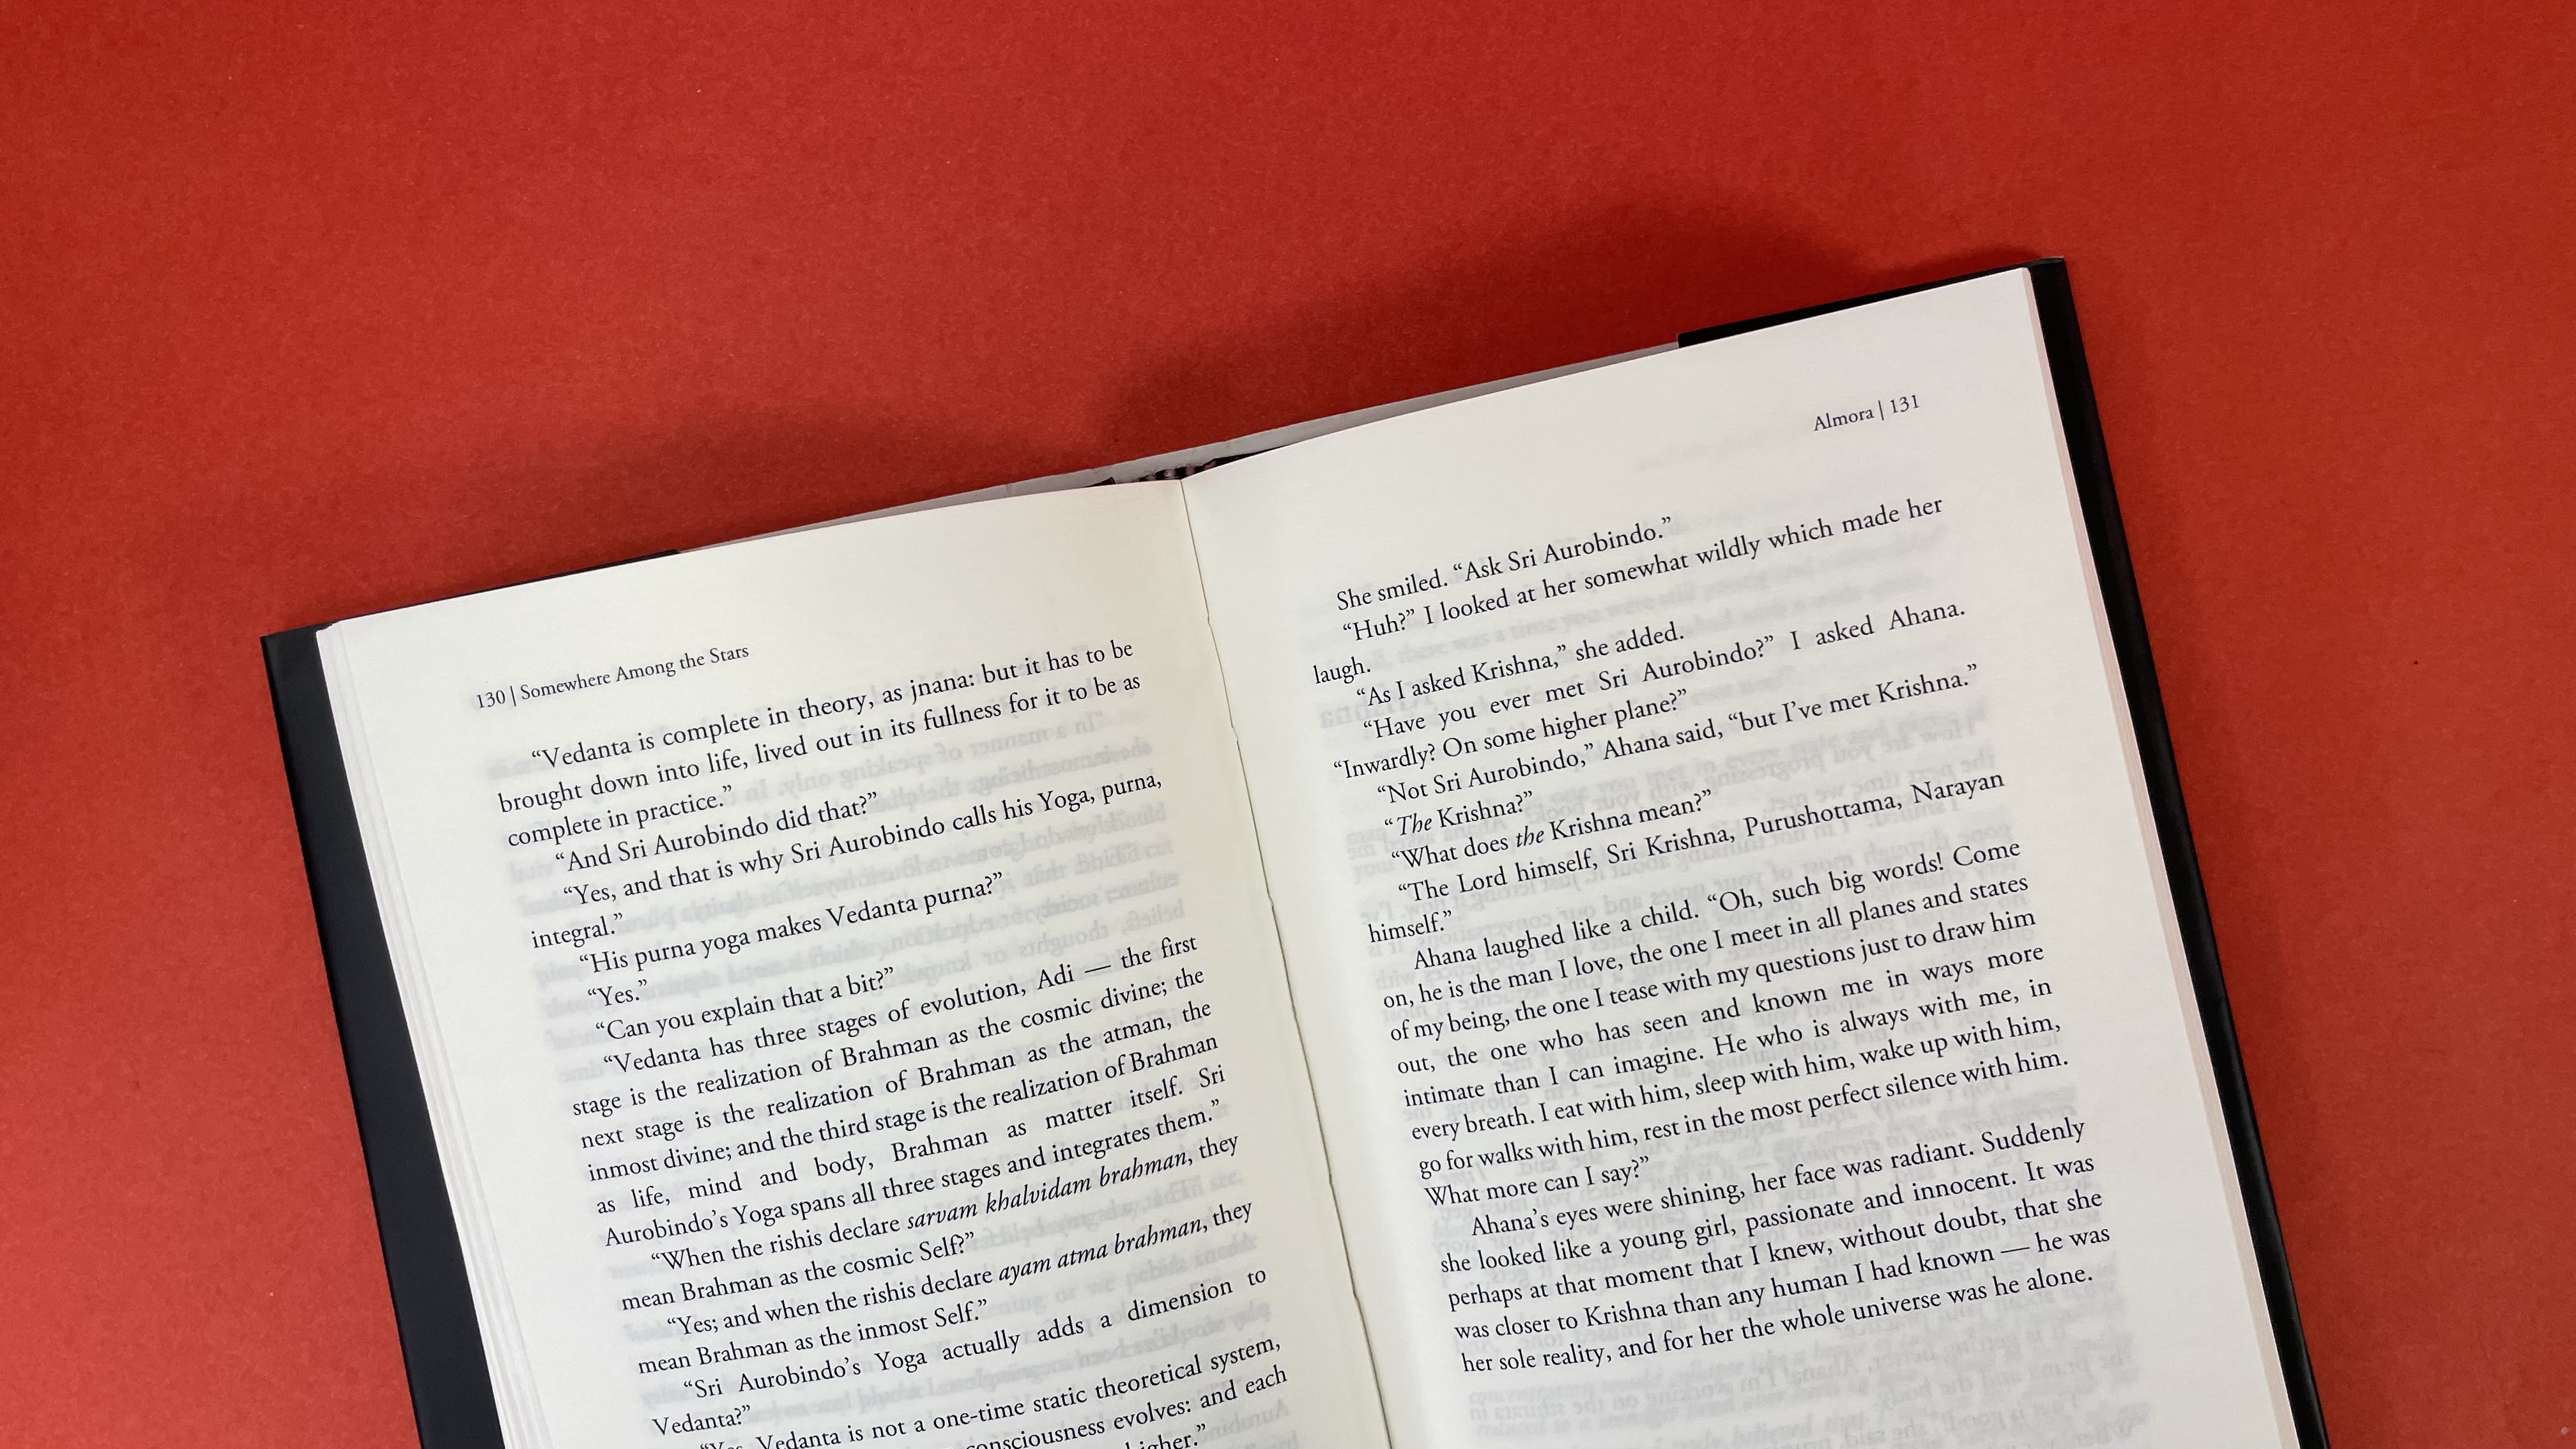 130 | Somewhere Among the Stars
“Vedanta is complete in theory, as jnana: but it has to be
brought down into life, lived out in its fullness for it to be as
complete in practice.”
“And Sri Aurobindo did that?”
“Yes, and that is why Sri Aurobindo calls his Yoga, purna,
integral.”
“His purna yoga makes Vedanta purna?”
“Yes.”
“Can you explain that a bit?”
“Vedanta has three stages of evolution, Adi — the first
stage is the realization of Brahman as the cosmic divine; the
next stage is the realization of Brahman as the atman, the
inmost divine; and the third stage is the realization of Brahman
as life, mind and body, Brahman as matter itself. Sri
Aurobindo’s Yoga spans all three stages and integrates them.”
“When the rishis declare sarvam khalvidam brahman, they
mean Brahman as the cosmic Self?”
“Yes; and when the rishis declare ayam atma brahman, they
mean Brahman as the inmost Self.”
“Sri Aurobindo’s Yoga actually adds a dimension to
Vedanta?”
“Yes, Vedanta is not a one-time static theoretical system,
consciousness evolves: and each
higher.”
Almora | 131
She smiled. “Ask Sri Aurobindo.”
“Huh?” I looked at her somewhat wildly which made her
laugh.
“As I asked Krishna,” she added.
“Have you ever met Sri Aurobindo?” I asked Ahana.
“Inwardly? On some higher plane?”
“Not Sri Aurobindo,” Ahana said, “but I’ve met Krishna.”
“The Krishna?”
“What does the Krishna mean?”
“The Lord himself, Sri Krishna, Purushottama, Narayan
himself.”
Ahana laughed like a child. “Oh, such big words! Come
on, he is the man I love, the one I meet in all planes and states
of my being, the one I tease with my questions just to draw him
out, the one who has seen and known me in ways more
intimate than I can imagine. He who is always with me, in
every breath. I eat with him, sleep with him, wake up with him,
go for walks with him, rest in the most perfect silence with him.
What more can I say?”
Ahana’s eyes were shining, her face was radiant. Suddenly
she looked like a young girl, passionate and innocent. It was
perhaps at that moment that I knew, without doubt, that she
was closer to Krishna than any human I had known — he was
her sole reality, and for her the whole universe was he alone.